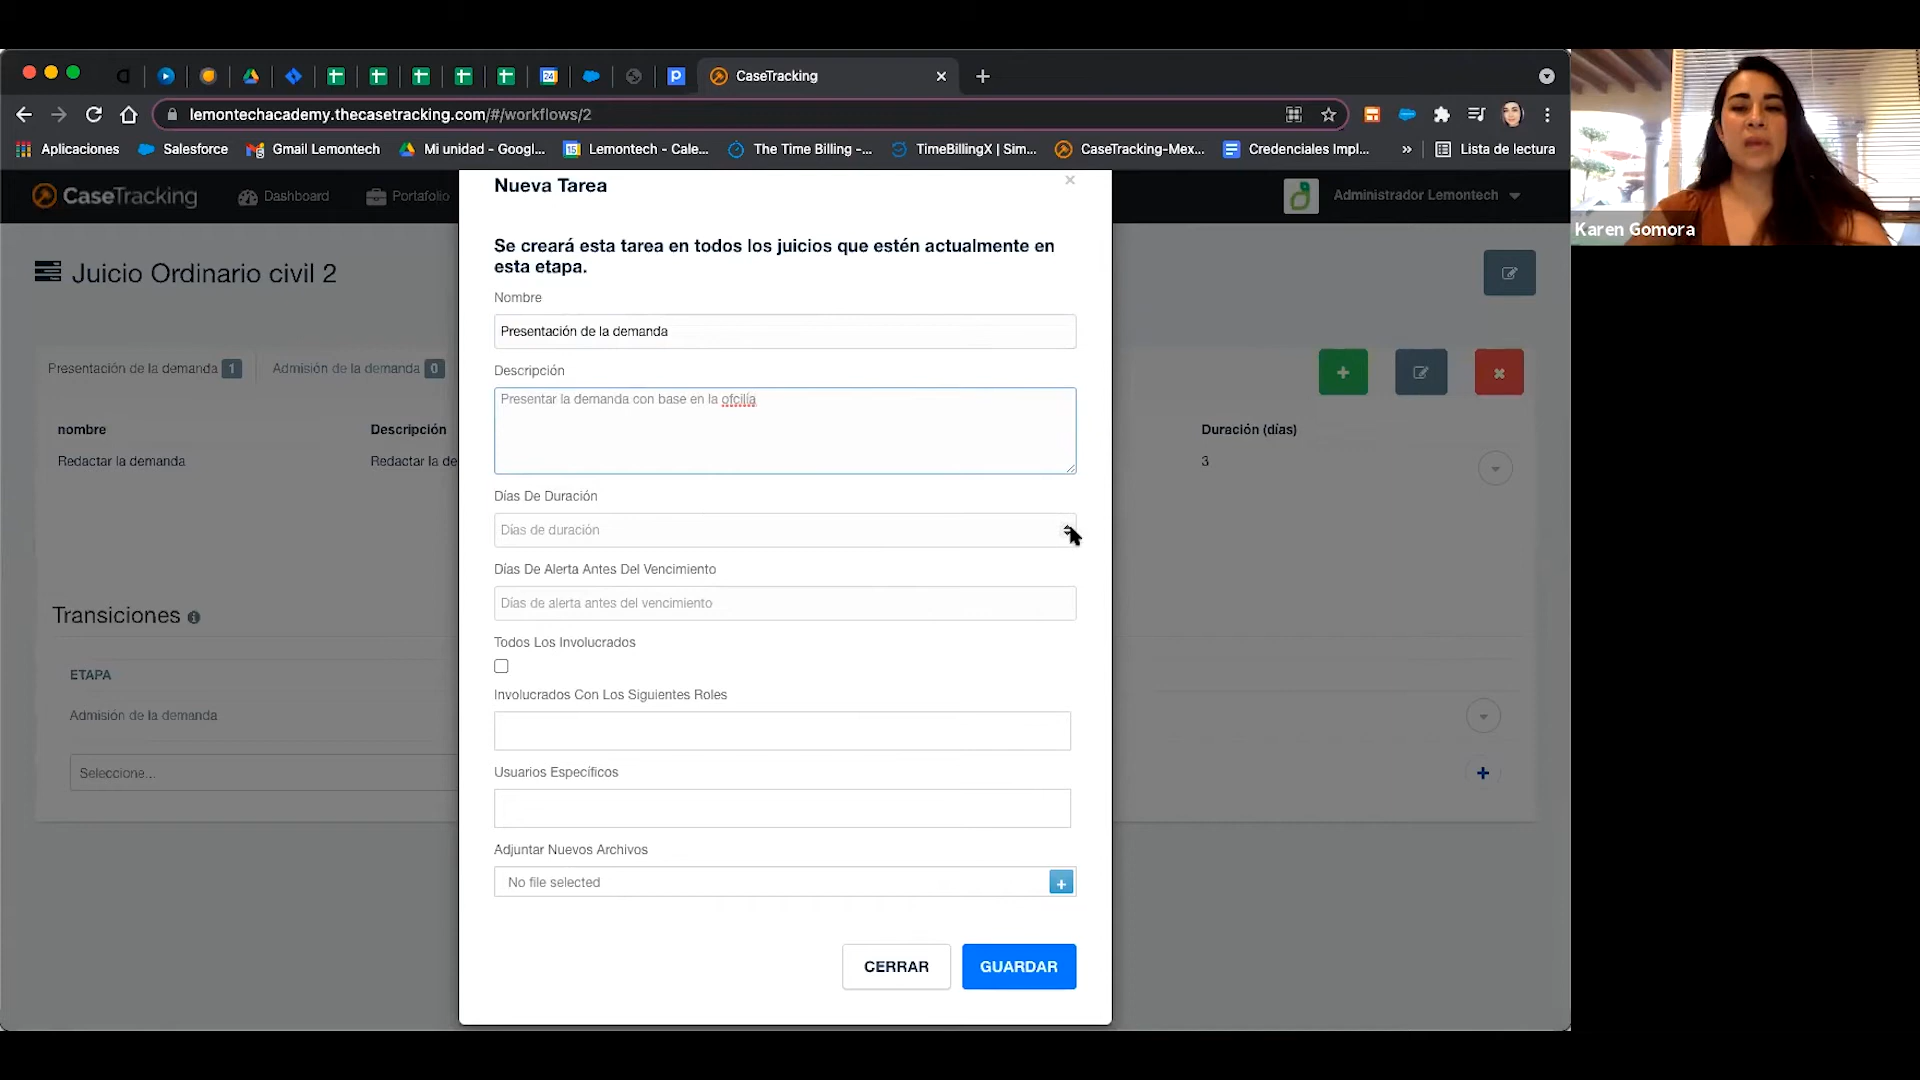 CaseTracking
lemontechacademy.thecasetracking.com/#/workflows/2
Aplicaciones
Salesforce
Gmail Lemontech
Mi unidad - Googl...
Lemontech - Cale...
The Time Billing -...
TimeBillingX | Sim...
CaseTracking-Mex...
Credenciales Impl...
»
Lista de lectura
CaseTracking
Dashboard
Portafolio
Administrador Lemontech
Karen Gomora
Nueva Tarea
×
Se creará esta tarea en todos los juicios que estén actualmente en
esta etapa.
Juicio Ordinario civil 2
Nombre
Presentación de la demanda
Presentación de la demanda 1
Admisión de la demanda 0
Descripción
Presentar la demanda con base en la ofcilía
nombre
Descripción
Duración (días)
Redactar la demanda
Redactar la de
3
Días De Duración
Días de duración
Días De Alerta Antes Del Vencimiento
Días de alerta antes del vencimiento
Transiciones
Todos Los Involucrados
ETAPA
Involucrados Con Los Siguientes Roles
Admisión de la demanda
Seleccione...
Usuarios Específicos
Adjuntar Nuevos Archivos
No file selected
CERRAR
GUARDAR